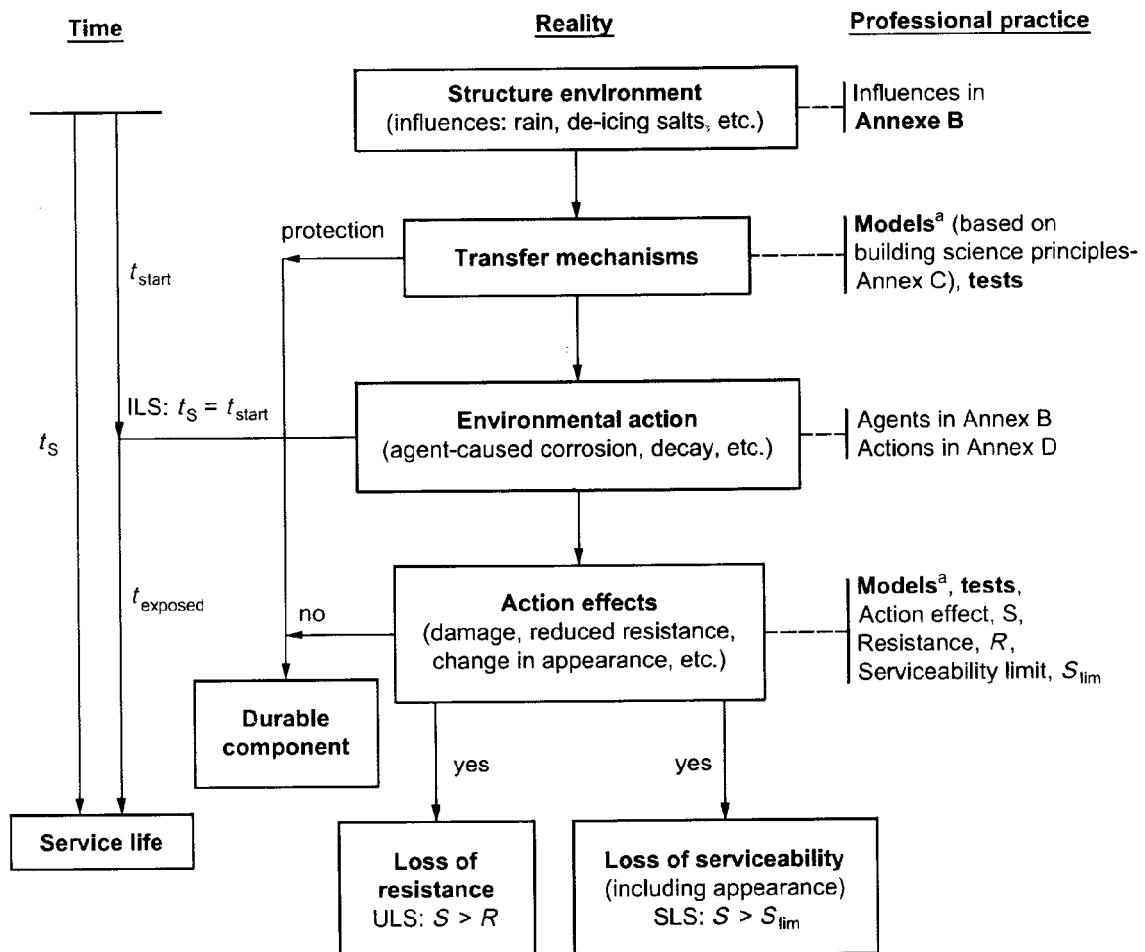 Time
Reality
Professional practice
Structure environment
(influences: rain, de-icing salts, etc.)
Influences in
Annexe B
protection
Transfer mechanisms
Models^a (based on
building science principles-
Annex C), tests
t_start
ILS: t_S = t_start
Environmental action
(agent-caused corrosion, decay, etc.)
Agents in Annex B
Actions in Annex D
t_S
t_exposed
no
Action effects
(damage, reduced resistance,
change in appearance, etc.)
Models^a, tests,
Action effect, S,
Resistance, R,
Serviceability limit, S_lim
Durable
component
yes
yes
Service life
Loss of
resistance
ULS: S > R
Loss of serviceability
(including appearance)
SLS: S > S_lim